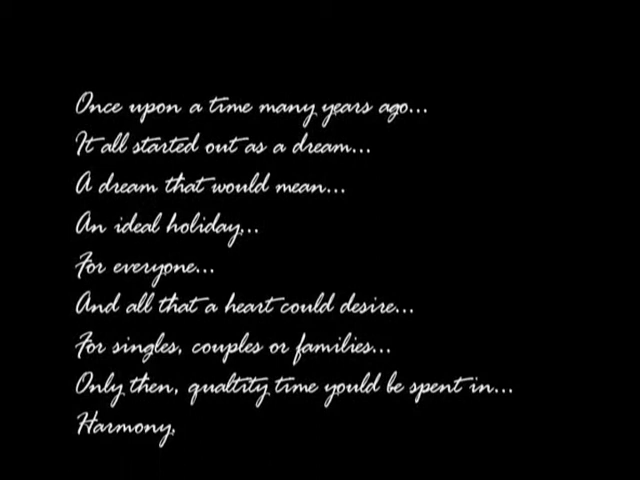 Once upon a time many years ago...
It all started out as a dream...
A dream that would mean...
An ideal holiday,..
For everyone...
And all that a heart could desire...
For singles, couples or families...
Only then, qualtity time yould be spent in...
Harmony,